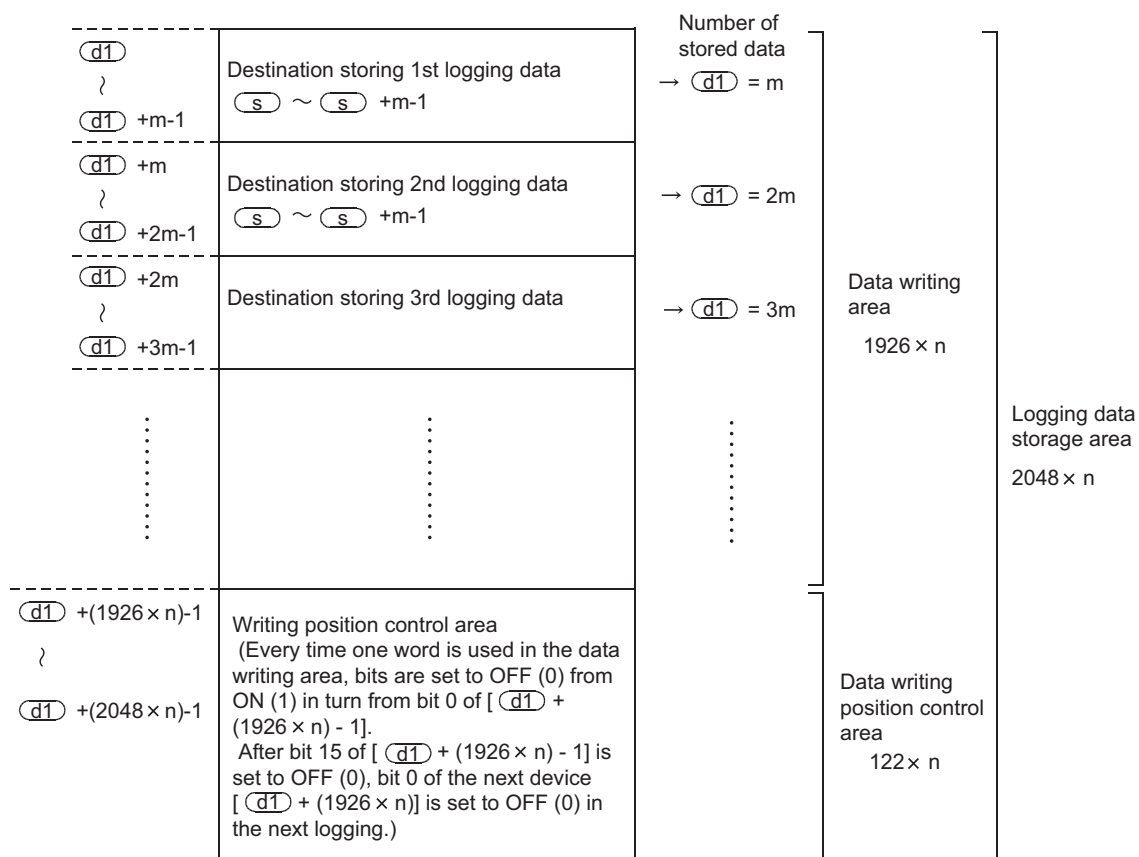 Number of
stored data
d1
~
d1 +m-1
Destination storing 1st logging data
s ~ s +m-1
→ d1 = m
d1 +m
~
d1 +2m-1
Destination storing 2nd logging data
s ~ s +m-1
→ d1 = 2m
d1 +2m
~
d1 +3m-1
Destination storing 3rd logging data
→ d1 = 3m
Data writing
area
1926 × n
Logging data
storage area
2048 × n
d1 +(1926 × n)-1
~
d1 +(2048 × n)-1
Writing position control area
(Every time one word is used in the data
writing area, bits are set to OFF (0) from
ON (1) in turn from bit 0 of [ d1 +
(1926 × n) - 1].
After bit 15 of [ d1 + (1926 × n) - 1] is
set to OFF (0), bit 0 of the next device
[ d1 + (1926 × n)] is set to OFF (0) in
the next logging.)
Data writing
position control
area
122 × n